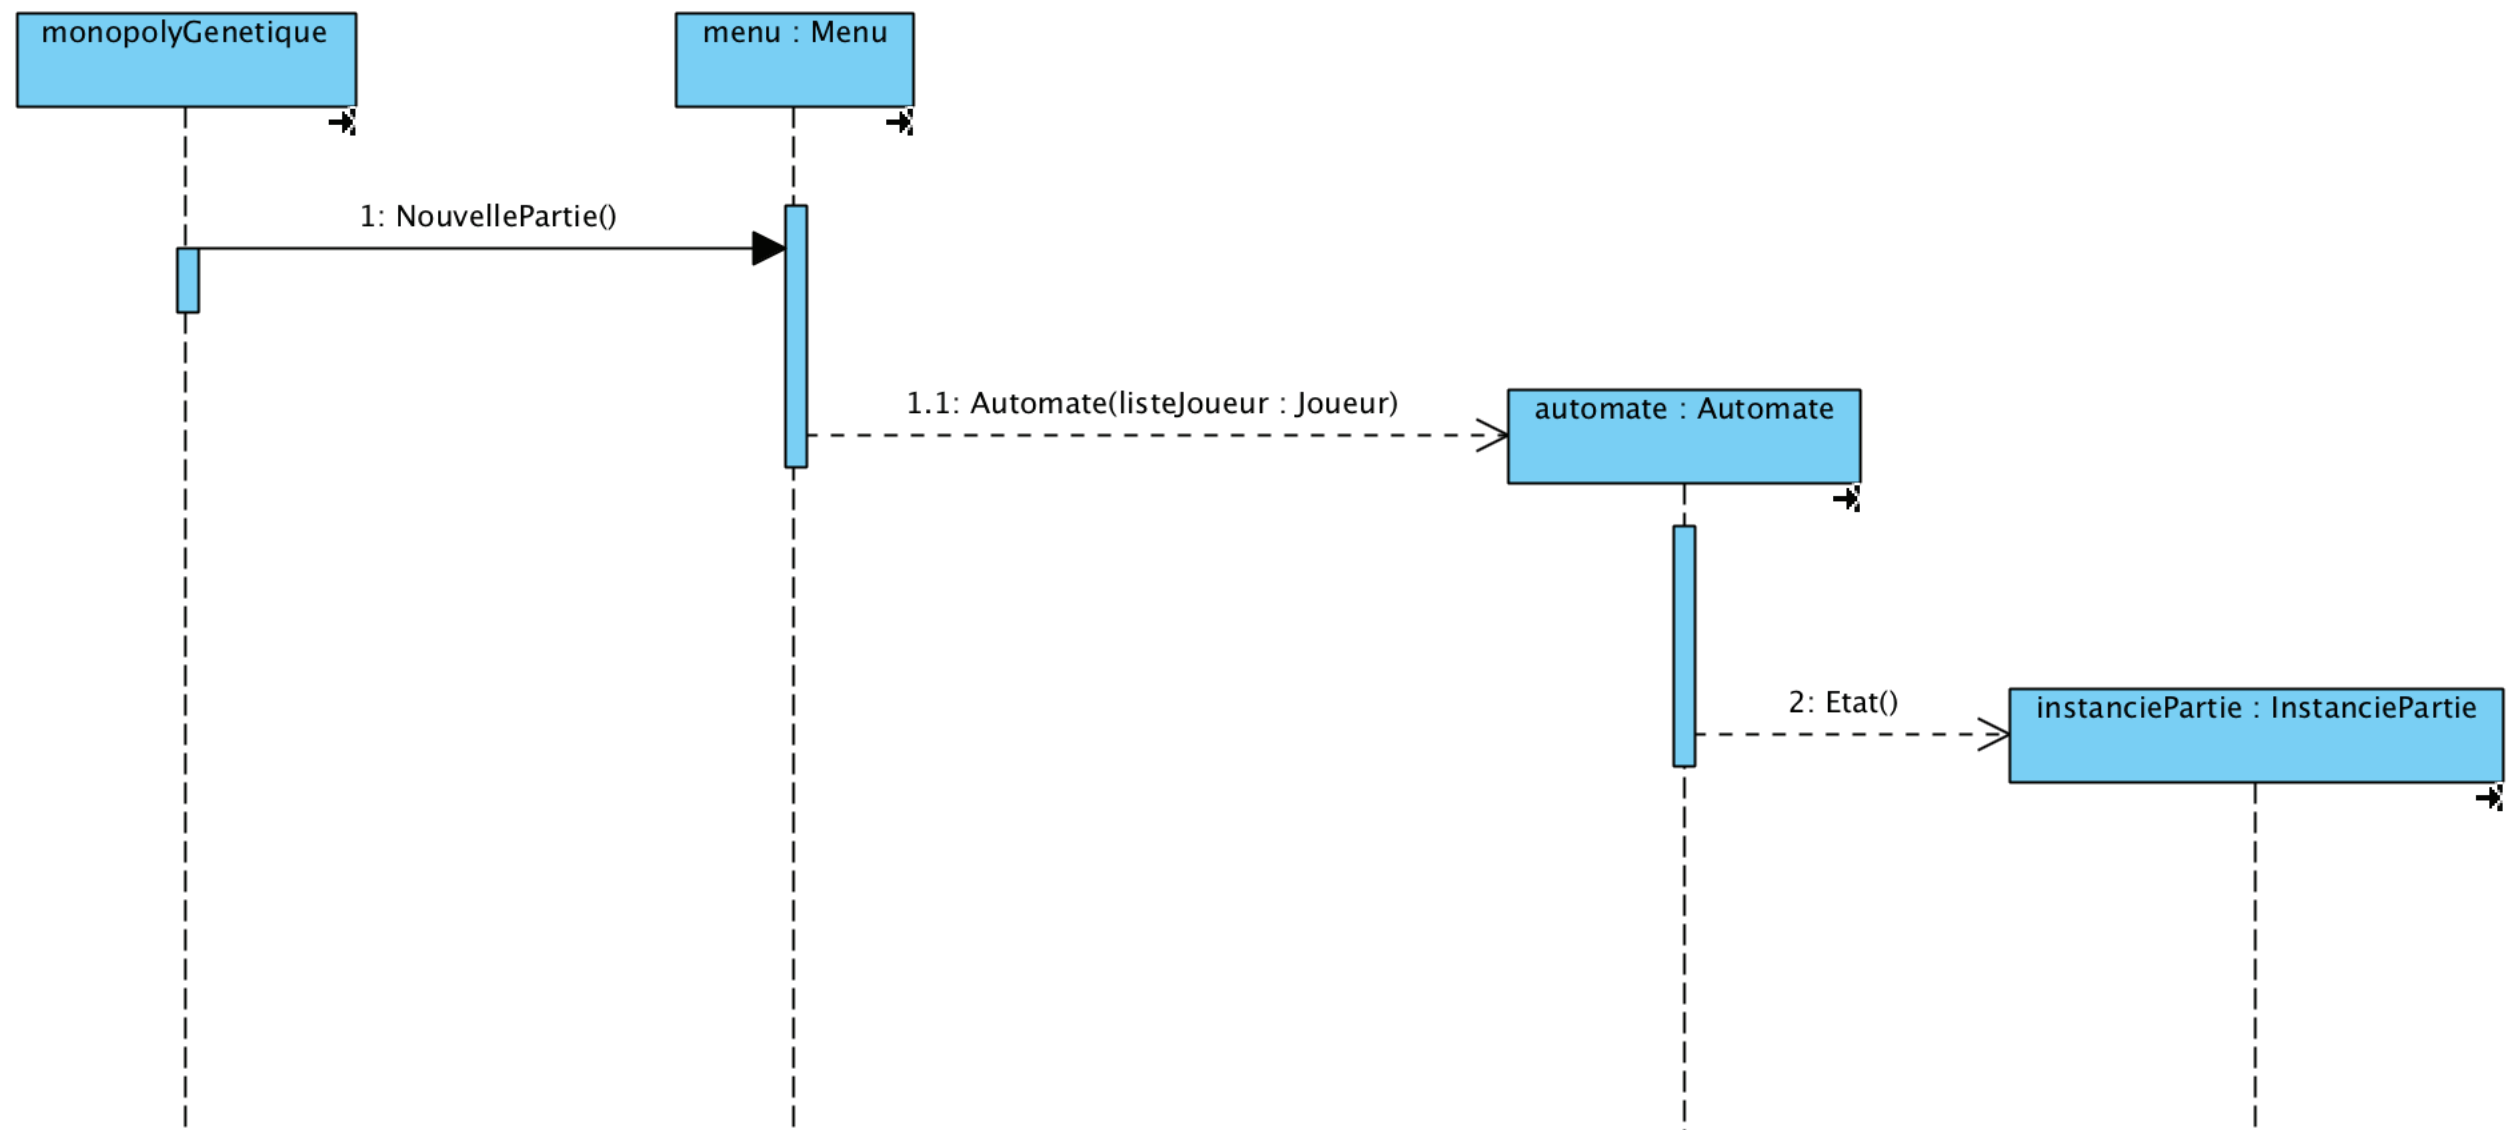 monopolyGenetique
menu : Menu
1: NouvellePartie()
1.1: Automate(listeJoueur : Joueur)
automate : Automate
2: Etat()
instanciePartie : InstanciePartie